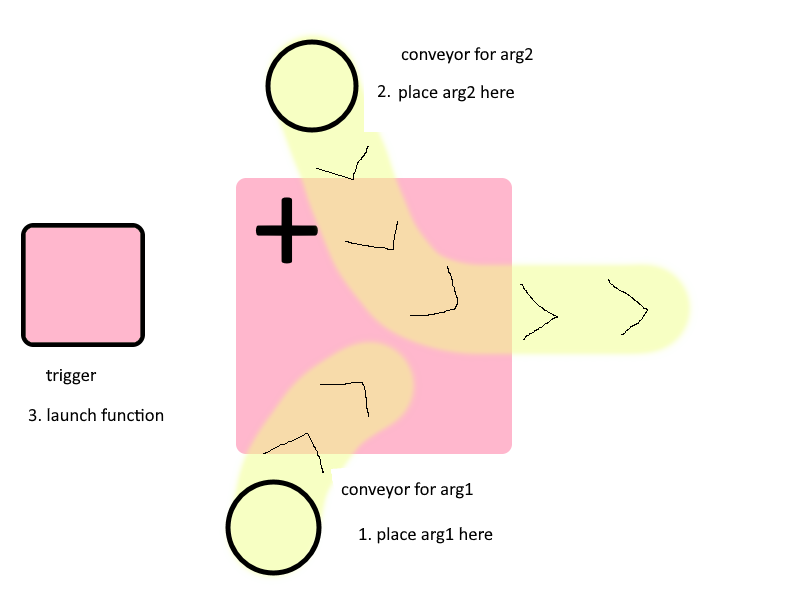 conveyor for arg2
2. place arg2 here
+
trigger
3. launch function
conveyor for arg1
1. place arg1 here